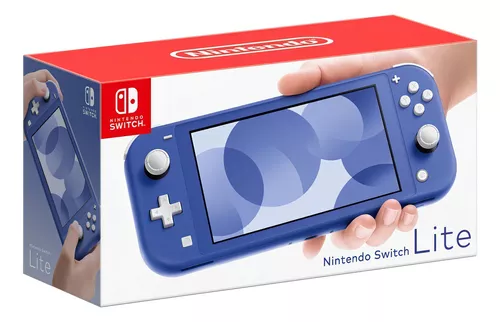 Nintendo
NINTENDO
SWITCH
Nintendo Switch Lite
Lite